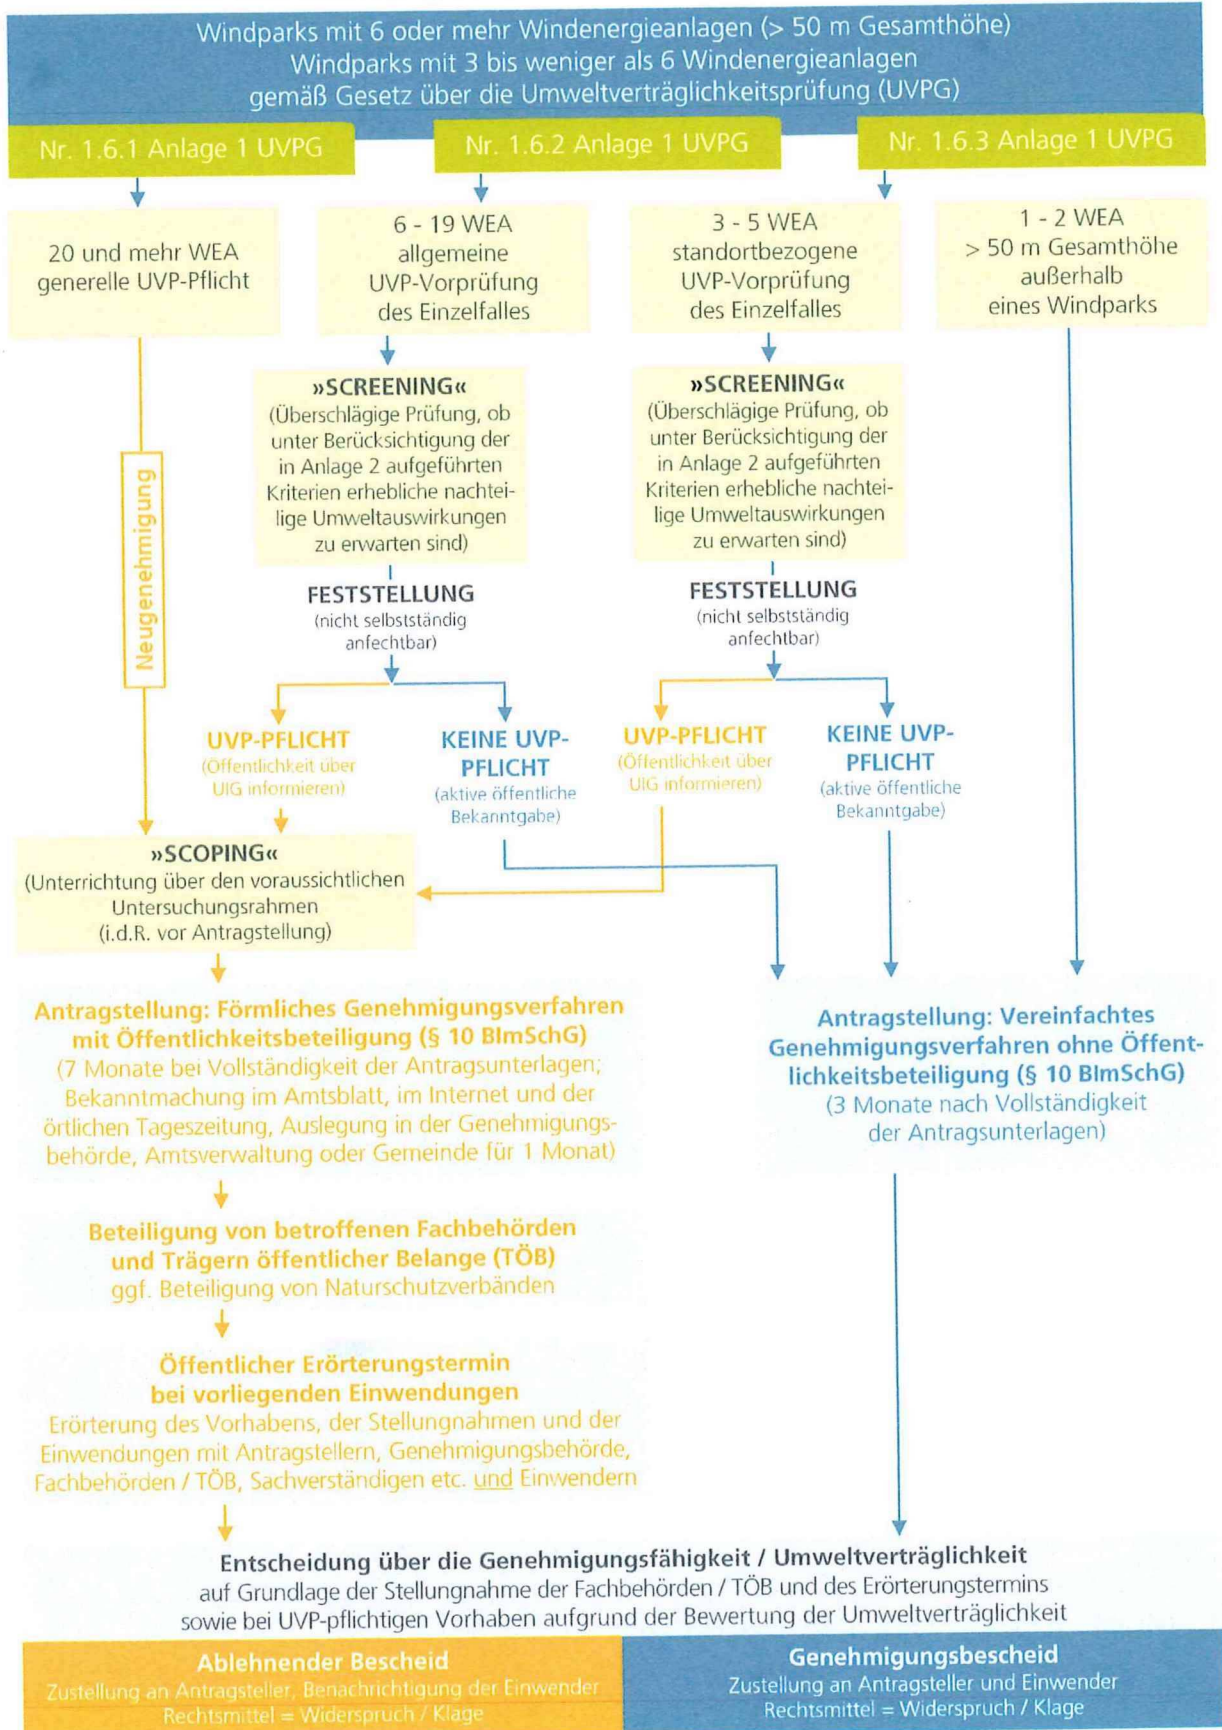 Windparks mit 6 oder mehr Windenergieanlagen (> 50 m Gesamthöhe)
Windparks mit 3 bis weniger als 6 Windenergieanlagen
gemäß Gesetz über die Umweltverträglichkeitsprüfung (UVPG)
Nr. 1.6.1 Anlage 1 UVPG
Nr. 1.6.2 Anlage 1 UVPG
Nr. 1.6.3 Anlage 1 UVPG
20 und mehr WEA
generelle UVP-Pflicht
6 - 19 WEA
allgemeine
UVP-Vorprüfung
des Einzelfalles
3 - 5 WEA
standortbezogene
UVP-Vorprüfung
des Einzelfalles
1 - 2 WEA
> 50 m Gesamthöhe
außerhalb
eines Windparks
Neugenehmigung
»SCREENING«
(Überschlägige Prüfung, ob
unter Berücksichtigung der
in Anlage 2 aufgeführten
Kriterien erhebliche nachtei-
lige Umweltauswirkungen
zu erwarten sind)
»SCREENING«
(Überschlägige Prüfung, ob
unter Berücksichtigung der
in Anlage 2 aufgeführten
Kriterien erhebliche nachtei-
lige Umweltauswirkungen
zu erwarten sind)
FESTSTELLUNG
(nicht selbstständig
anfechtbar)
FESTSTELLUNG
(nicht selbstständig
anfechtbar)
UVP-PFLICHT
(Öffentlichkeit über
UIG informieren)
KEINE UVP-
PFLICHT
(aktive öffentliche
Bekanntgabe)
UVP-PFLICHT
(Öffentlichkeit über
UIG informieren)
KEINE UVP-
PFLICHT
(aktive öffentliche
Bekanntgabe)
»SCOPING«
(Unterrichtung über den voraussichtlichen
Untersuchungsrahmen
(i.d.R. vor Antragstellung)
Antragstellung: Förmliches Genehmigungsverfahren
mit Öffentlichkeitsbeteiligung (§ 10 BImSchG)
(7 Monate bei Vollständigkeit der Antragsunterlagen;
Bekanntmachung im Amtsblatt, im Internet und der
örtlichen Tageszeitung, Auslegung in der Genehmigungs-
behörde, Amtsverwaltung oder Gemeinde für 1 Monat)
Antragstellung: Vereinfachtes
Genehmigungsverfahren ohne Öffent-
lichkeitsbeteiligung (§ 10 BImSchG)
(3 Monate nach Vollständigkeit
der Antragsunterlagen)
Beteiligung von betroffenen Fachbehörden
und Trägern öffentlicher Belange (TÖB)
ggf. Beteiligung von Naturschutzverbänden
Öffentlicher Erörterungstermin
bei vorliegenden Einwendungen
Erörterung des Vorhabens, der Stellungnahmen und der
Einwendungen mit Antragstellern, Genehmigungsbehörde,
Fachbehörden / TÖB, Sachverständigen etc. und Einwendern
Entscheidung über die Genehmigungsfähigkeit / Umweltverträglichkeit
auf Grundlage der Stellungnahme der Fachbehörden / TÖB und des Erörterungstermins
sowie bei UVP-pflichtigen Vorhaben aufgrund der Bewertung der Umweltverträglichkeit
Ablehnender Bescheid
Zustellung an Antragsteller, Benachrichtigung der Einwender
Rechtsmittel = Widerspruch / Klage
Genehmigungsbescheid
Zustellung an Antragsteller und Einwender
Rechtsmittel = Widerspruch / Klage